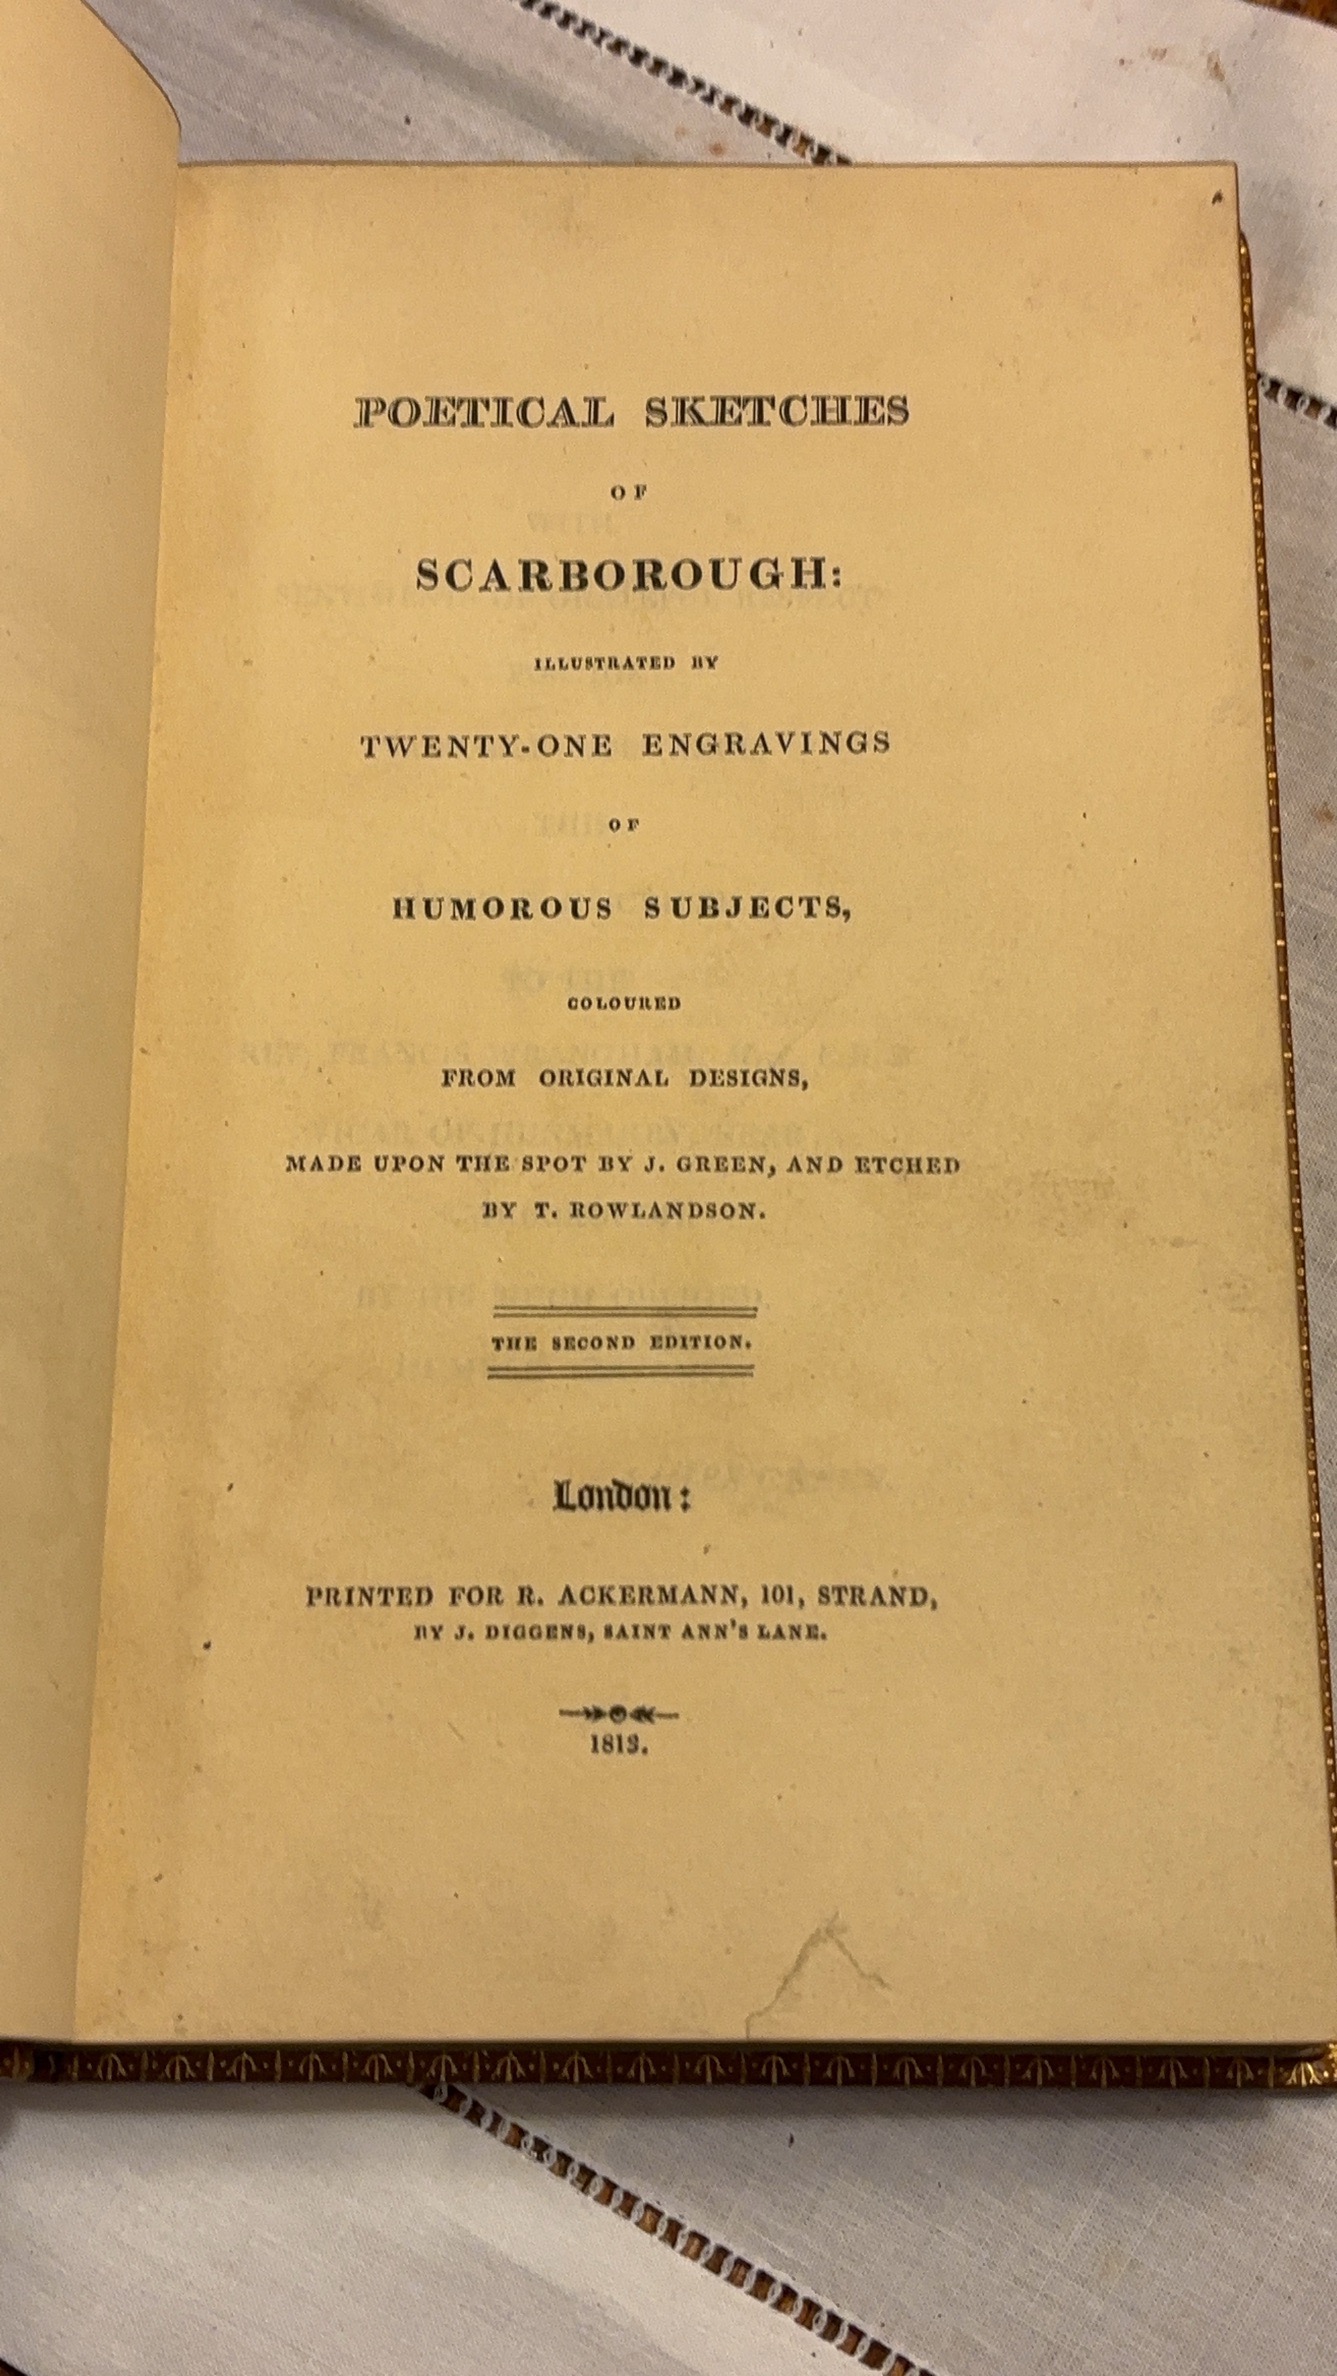 POETICAL SKETCHES
OF
SCARBOROUGH:
ILLUSTRATED BY
TWENTY-ONE ENGRAVINGS
OF
HUMOROUS SUBJECTS,
COLOURED
FROM ORIGINAL DESIGNS,
MADE UPON THE SPOT BY J. GREEN, AND ETCHED
BY T. ROWLANDSON.
THE SECOND EDITION.
London:
PRINTED FOR R. ACKERMANN, 101, STRAND,
BY J. DIGGENS, SAINT ANN'S LANE.
1813.